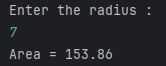 Enter the radius :
7
Area = 153.86